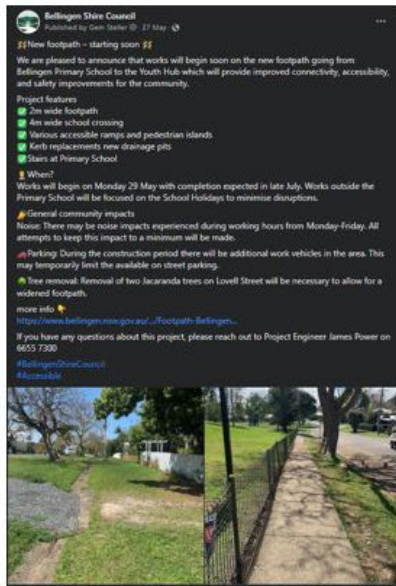 Bellingen Shire Council
Published by Gem Steller · 27 May ·
🚧New footpath – starting soon 🚧
We are pleased to announce that works will begin soon on the new footpath going from
Bellingen Primary School to the Youth Hub which will provide improved connectivity, accessibility,
and safety improvements for the community.
Project features
✅ 2m wide footpath
✅ 4m wide school crossing
✅ Various accessible ramps and pedestrian islands
✅ Kerb replacements new drainage pits
✅Stairs at Primary School
When?
Works will begin on Monday 29 May with completion expected in late July. Works outside the
Primary School will be focused on the School Holidays to minimise disruptions.
General community impacts
Noise: There may be noise impacts experienced during working hours from Monday-Friday. All
attempts to keep this impact to a minimum will be made.
🚗Parking: During the construction period there will be additional work vehicles in the area. This
may temporarily limit the available on street parking.
🌳Tree removal: Removal of two Jacaranda trees on Lovell Street will be necessary to allow for a
widened footpath.
more info 👇
https://www.bellingen.nsw.gov.au/.../Footpath-Bellingen...
If you have any questions about this project, please reach out to Project Engineer James Power on
6655 7300
#BellingenShireCouncil
#Accessible